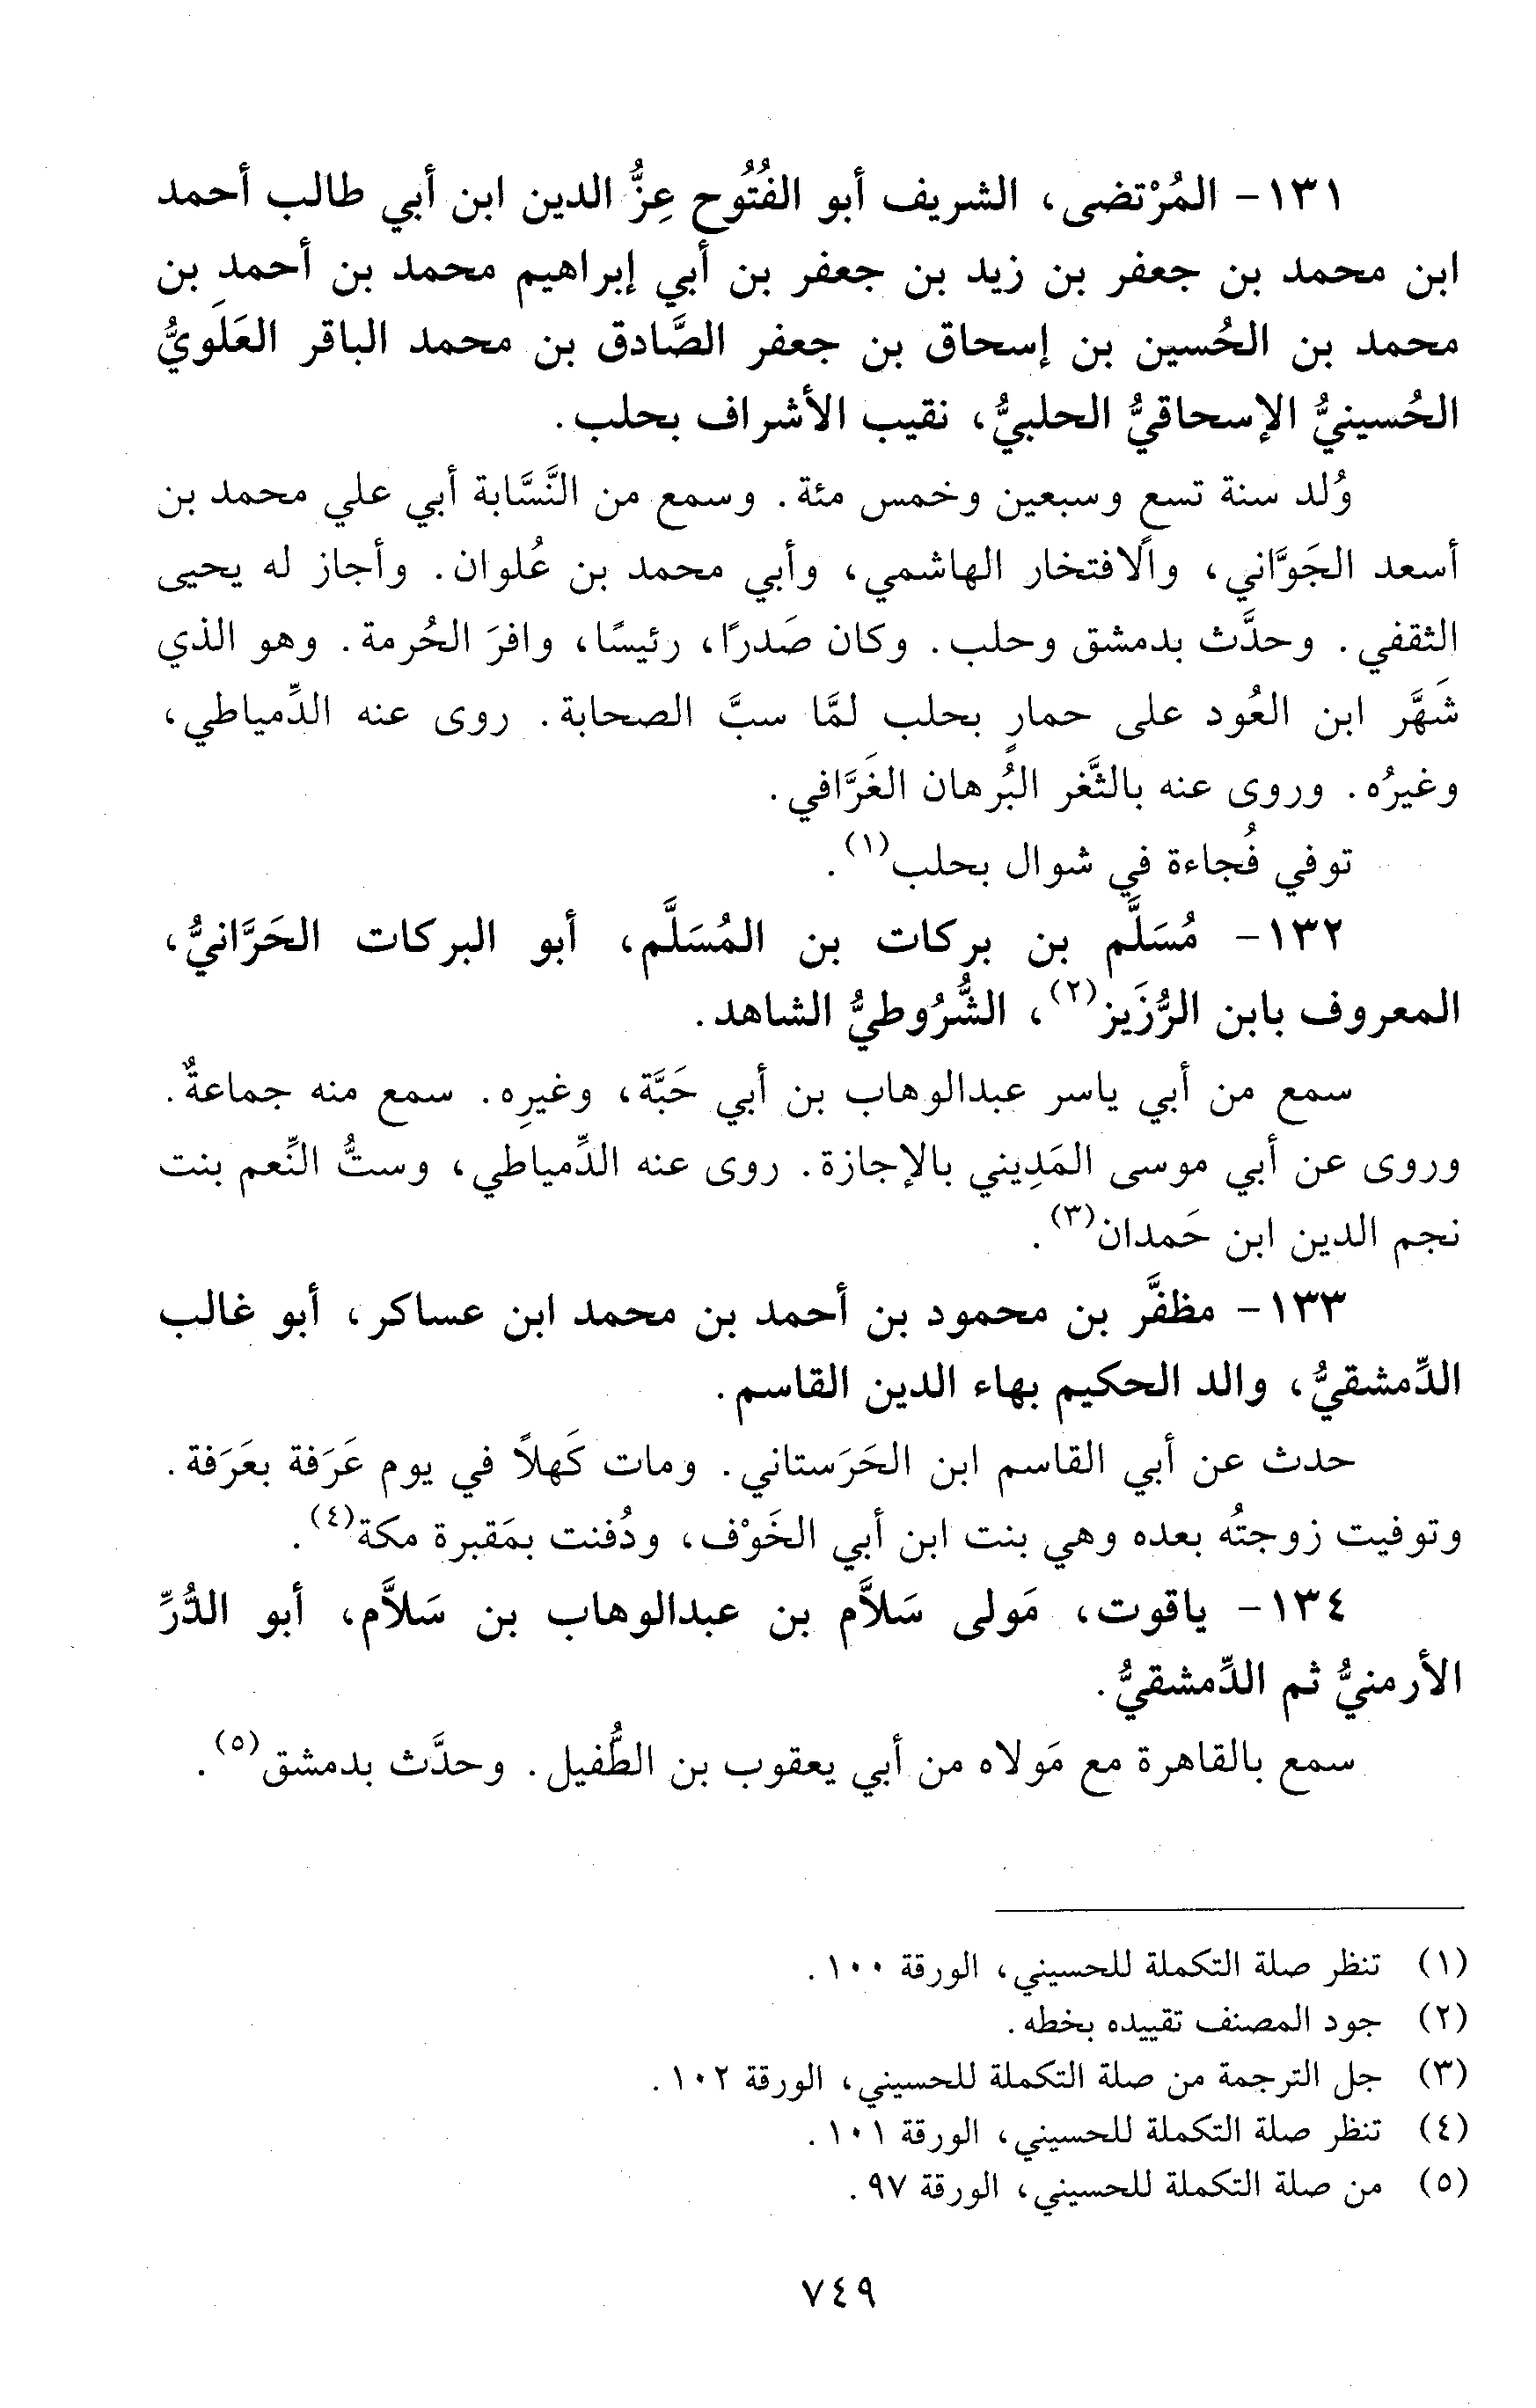 ١٣١- المُرْتضى، الشريف أبو الفُتُوح عِزُّ الدين ابن أبي طالب أحمد
ابن محمد بن جعفر بن زيد بن جعفر بن أبي إبراهيم محمد بن أحمد بن
محمد بن الحُسين بن إسحاق بن جعفر الصَّادق بن محمد الباقر العَلَويُّ
الحُسينيُّ الإسحاقيُّ الحلبيُّ، نقيب الأشراف بحلب.
وُلد سنة تسع وسبعين وخمس مئة. وسمع من النَّسَّابة أبي علي محمد بن
أسعد الجَوَّاني، والافتخار الهاشمي، وأبي محمد بن عُلوان. وأجاز له يحيى
الثقفي. وحدَّث بدمشق وحلب. وكان صَدرًا، رئيسًا، وافرَ الحُرمة. وهو الذي
شَهَّر ابن العُود على حمارٍ بحلب لمَّا سبَّ الصحابة. روى عنه الدِّمياطي،
وغيرُه. وروى عنه بالثَّغر البُرهان الغَرَّافي.
توفي فُجاءة في شوال بحلب(١).
١٣٢- مُسَلَّم بن بركات بن المُسَلَّم، أبو البركات الحَرَّانيُّ،
المعروف بابن الرُّزَيز(٢)، الشُّرُوطيُّ الشاهد.
سمع من أبي ياسر عبدالوهاب بن أبي حَبَّة، وغيرِه. سمع منه جماعةٌ.
وروى عن أبي موسى المَدِيني بالإجازة. روى عنه الدِّمياطي، وستُّ النِّعم بنت
نجم الدين ابن حَمدان(٣).
١٣٣- مظفَّر بن محمود بن أحمد بن محمد ابن عساكر، أبو غالب
الدِّمشقيُّ، والد الحكيم بهاء الدين القاسم.
حدث عن أبي القاسم ابن الحَرَستاني. ومات كَهلاً في يوم عَرَفة بعَرَفة.
وتوفيت زوجتُه بعده وهي بنت ابن أبي الخَوْف، ودُفنت بمَقبرة مكة(٤).
١٣٤- ياقوت، مَولى سَلاَّم بن عبدالوهاب بن سَلاَّم، أبو الدُّرِّ
الأرمنيُّ ثم الدِّمشقيُّ.
سمع بالقاهرة مع مَولاه من أبي يعقوب بن الطُّفيل. وحدَّث بدمشق(٥).
(١) تنظر صلة التكملة للحسيني، الورقة ١٠٠.
(٢) جود المصنف تقييده بخطه.
(٣) جل الترجمة من صلة التكملة للحسيني، الورقة ١٠٢.
(٤) تنظر صلة التكملة للحسيني، الورقة ١٠١.
(٥) من صلة التكملة للحسيني، الورقة ٩٧.
٧٤٩